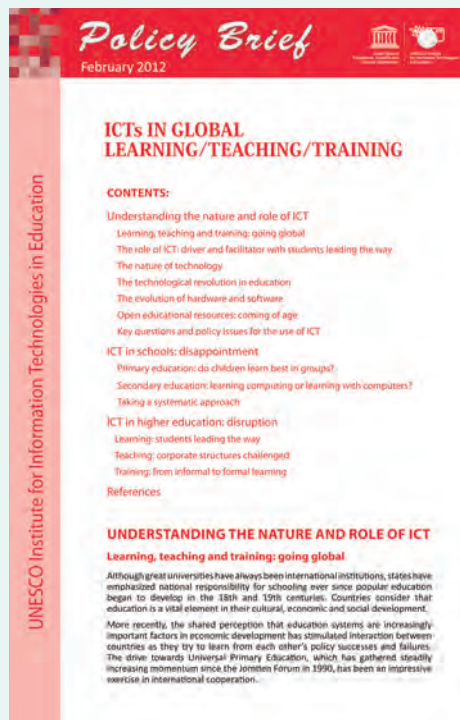 Policy Brief
February 2012
UNESCO Institute for Information Technologies in Education
ICTs IN GLOBAL
LEARNING/TEACHING/TRAINING
CONTENTS:
Understanding the nature and role of ICT
Learning, teaching and training: going global
The role of ICT: driver and facilitator with students leading the way
The nature of technology
The technological revolution in education
The evolution of hardware and software
Open educational resources: coming of age
Key questions and policy issues for the use of ICT
ICT in schools: disappointment
Primary education: do children learn best in groups?
Secondary education: learning computing or learning with computers?
Taking a systematic approach
ICT in higher education: disruption
Learning: students leading the way
Teaching: corporate structures challenged
Training: from informal to formal learning
References
UNDERSTANDING THE NATURE AND ROLE OF ICT
Learning, teaching and training: going global
Although great universities have always been international institutions, states have
emphasized national responsibility for schooling ever since popular education
began to develop in the 18th and 19th centuries. Countries consider that
education is a vital element in their cultural, economic and social development.
More recently, the shared perception that education systems are increasingly
important factors in economic development has stimulated interaction between
countries as they try to learn from each other's policy successes and failures.
The drive towards Universal Primary Education, which has gathered steadily
increasing momentum since the Jomtien Forum in 1990, has been an impressive
exercise in international cooperation.